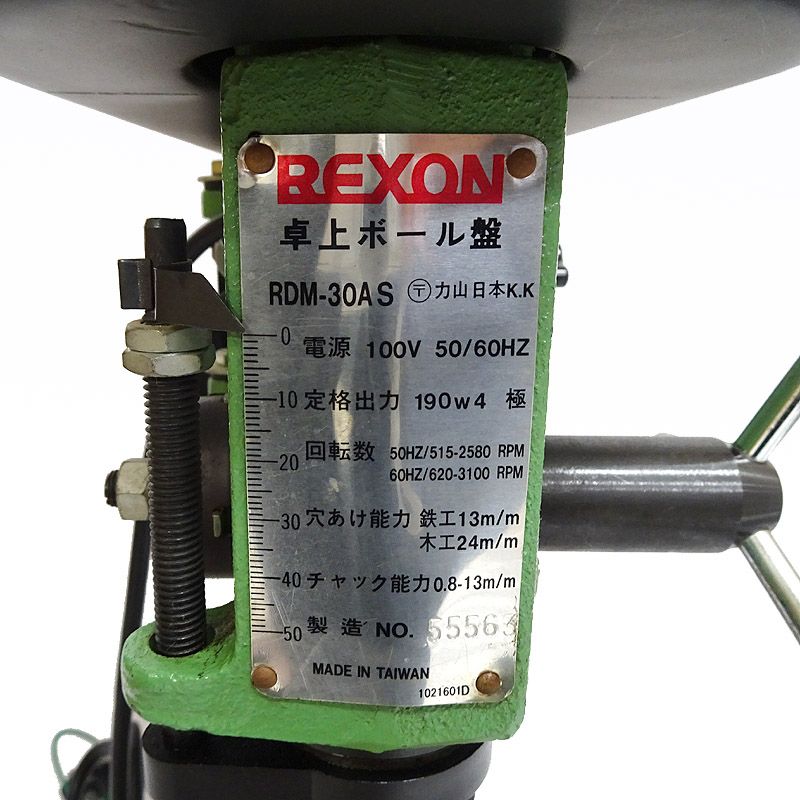 REXON
卓上ボール盤
RDM-30AS 〶力山日本K.K
0 電源 100V 50/60HZ
10 定格出力 190w4 極
20 回転数 50HZ/515-2580 RPM
60HZ/620-3100 RPM
30 穴あけ能力 鉄工13m/m
木工24m/m
40 チャック能力0.8-13m/m
50 製造 NO. 55563
MADE IN TAIWAN
1021601D